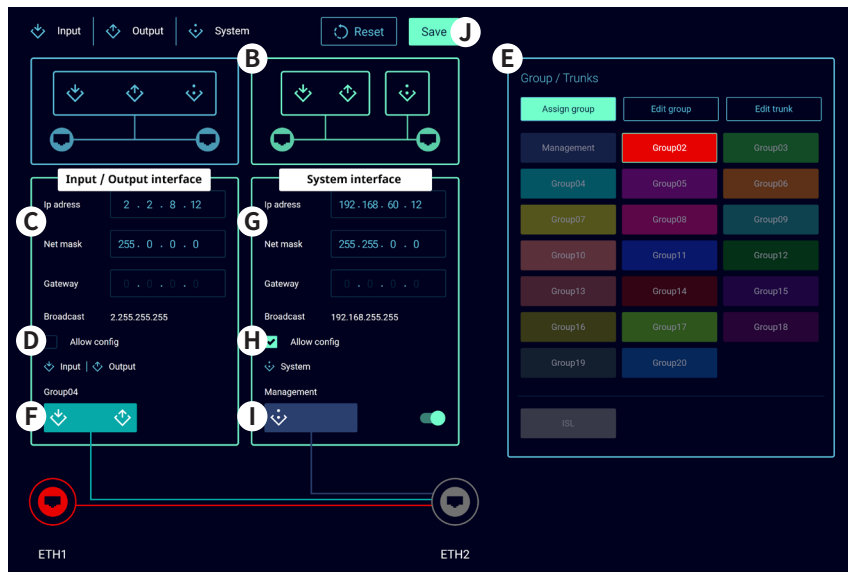 Input
Output
System
Reset
Save
J
B
E
Group / Trunks
Assign group
Edit group
Edit trunk
Management
Group02
Group03
Group04
Group05
Group06
Group07
Group08
Group09
Group10
Group11
Group12
Group13
Group14
Group15
Group16
Group17
Group18
Group19
Group20
ISL
Input / Output interface
C
Ip adress
2 . 2 . 8 . 12
Net mask
255 . 0 . 0 . 0
Gateway
0 . 0 . 0 . 0
Broadcast
2.255.255.255
D
Allow config
Input
Output
Group04
F
System interface
G
Ip adress
192 . 168 . 60 . 12
Net mask
255 . 255 . 0 . 0
Gateway
0 . 0 . 0 . 0
Broadcast
192.168.255.255
H
Allow config
System
Management
I
ETH1
ETH2